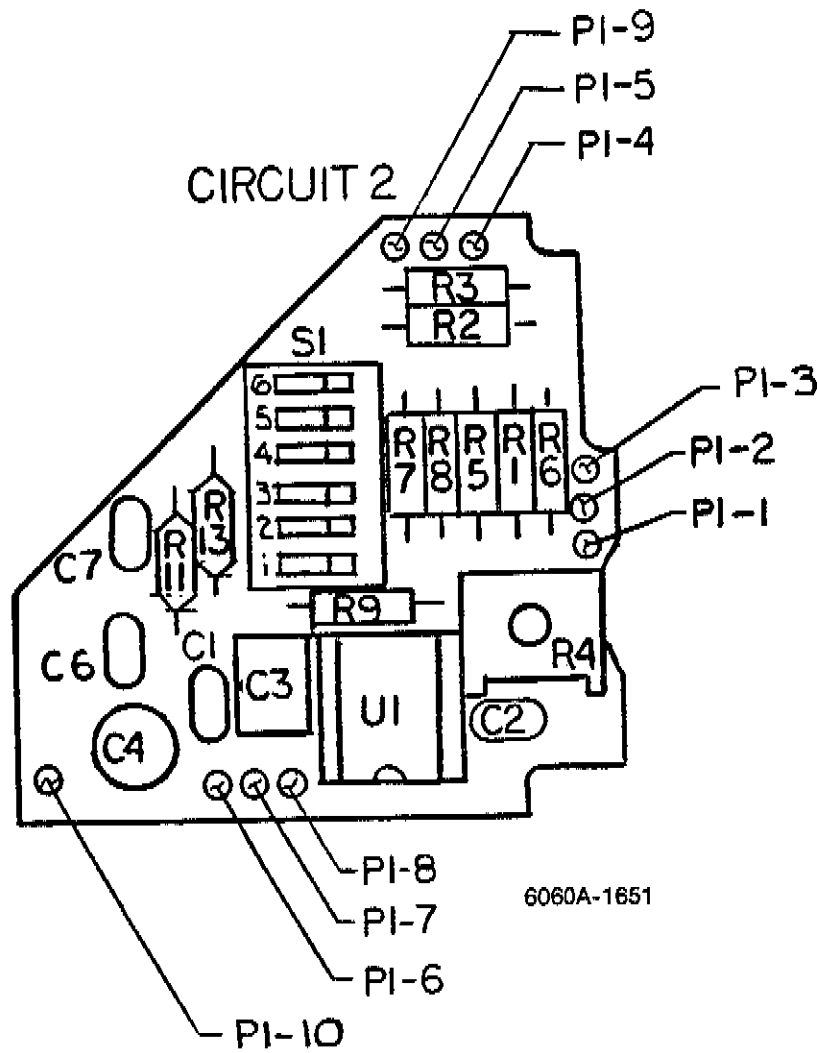 P1-9
P1-5
P1-4
CIRCUIT 2
R3
R2
S1
6
5
4
3
2
1
R7
R8
R5
R1
R6
P1-3
P1-2
P1-1
C7
R11
R13
R9
C6
C1
C3
U1
R4
C2
C4
P1-8
P1-7
P1-6
P1-10
6060A-1651